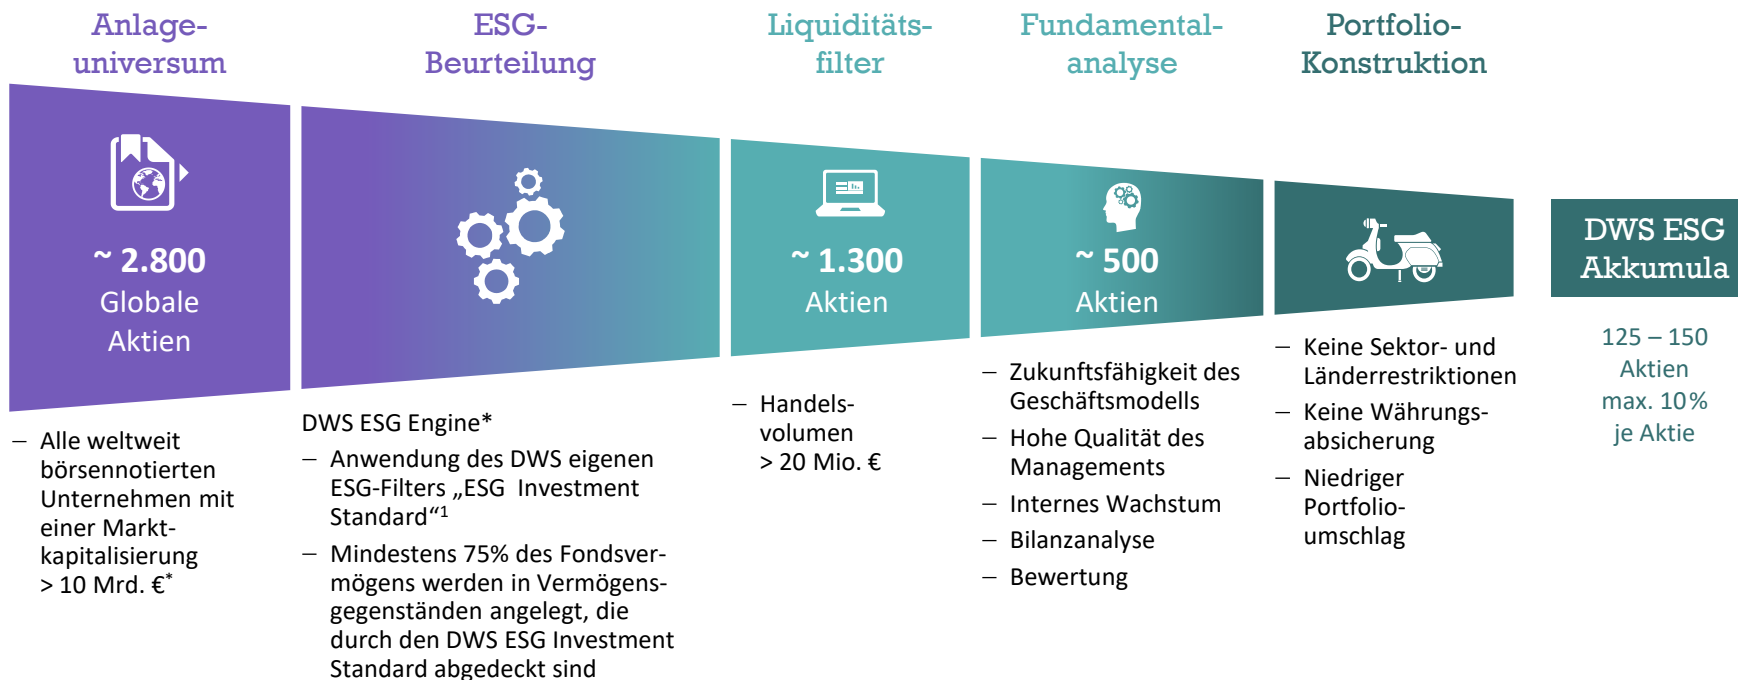 Anlage-
universum
ESG-
Beurteilung
Liquiditäts-
filter
Fundamental-
analyse
Portfolio-
Konstruktion
~ 2.800
Globale
Aktien
~ 1.300
Aktien
~ 500
Aktien
DWS ESG
Akkumula
– Alle weltweit
börsennotierten
Unternehmen mit
einer Markt-
kapitalisierung
> 10 Mrd. €*
DWS ESG Engine*
– Anwendung des DWS eigenen
ESG-Filters „ESG Investment
Standard“¹
– Mindestens 75% des Fondsver-
mögens werden in Vermögens-
gegenständen angelegt, die
durch den DWS ESG Investment
Standard abgedeckt sind
– Handels-
volumen
> 20 Mio. €
– Zukunftsfähigkeit des
Geschäftsmodells
– Hohe Qualität des
Managements
– Internes Wachstum
– Bilanzanalyse
– Bewertung
– Keine Sektor- und
Länderrestriktionen
– Keine Währungs-
absicherung
– Niedriger
Portfolio-
umschlag
125 – 150
Aktien
max. 10%
je Aktie